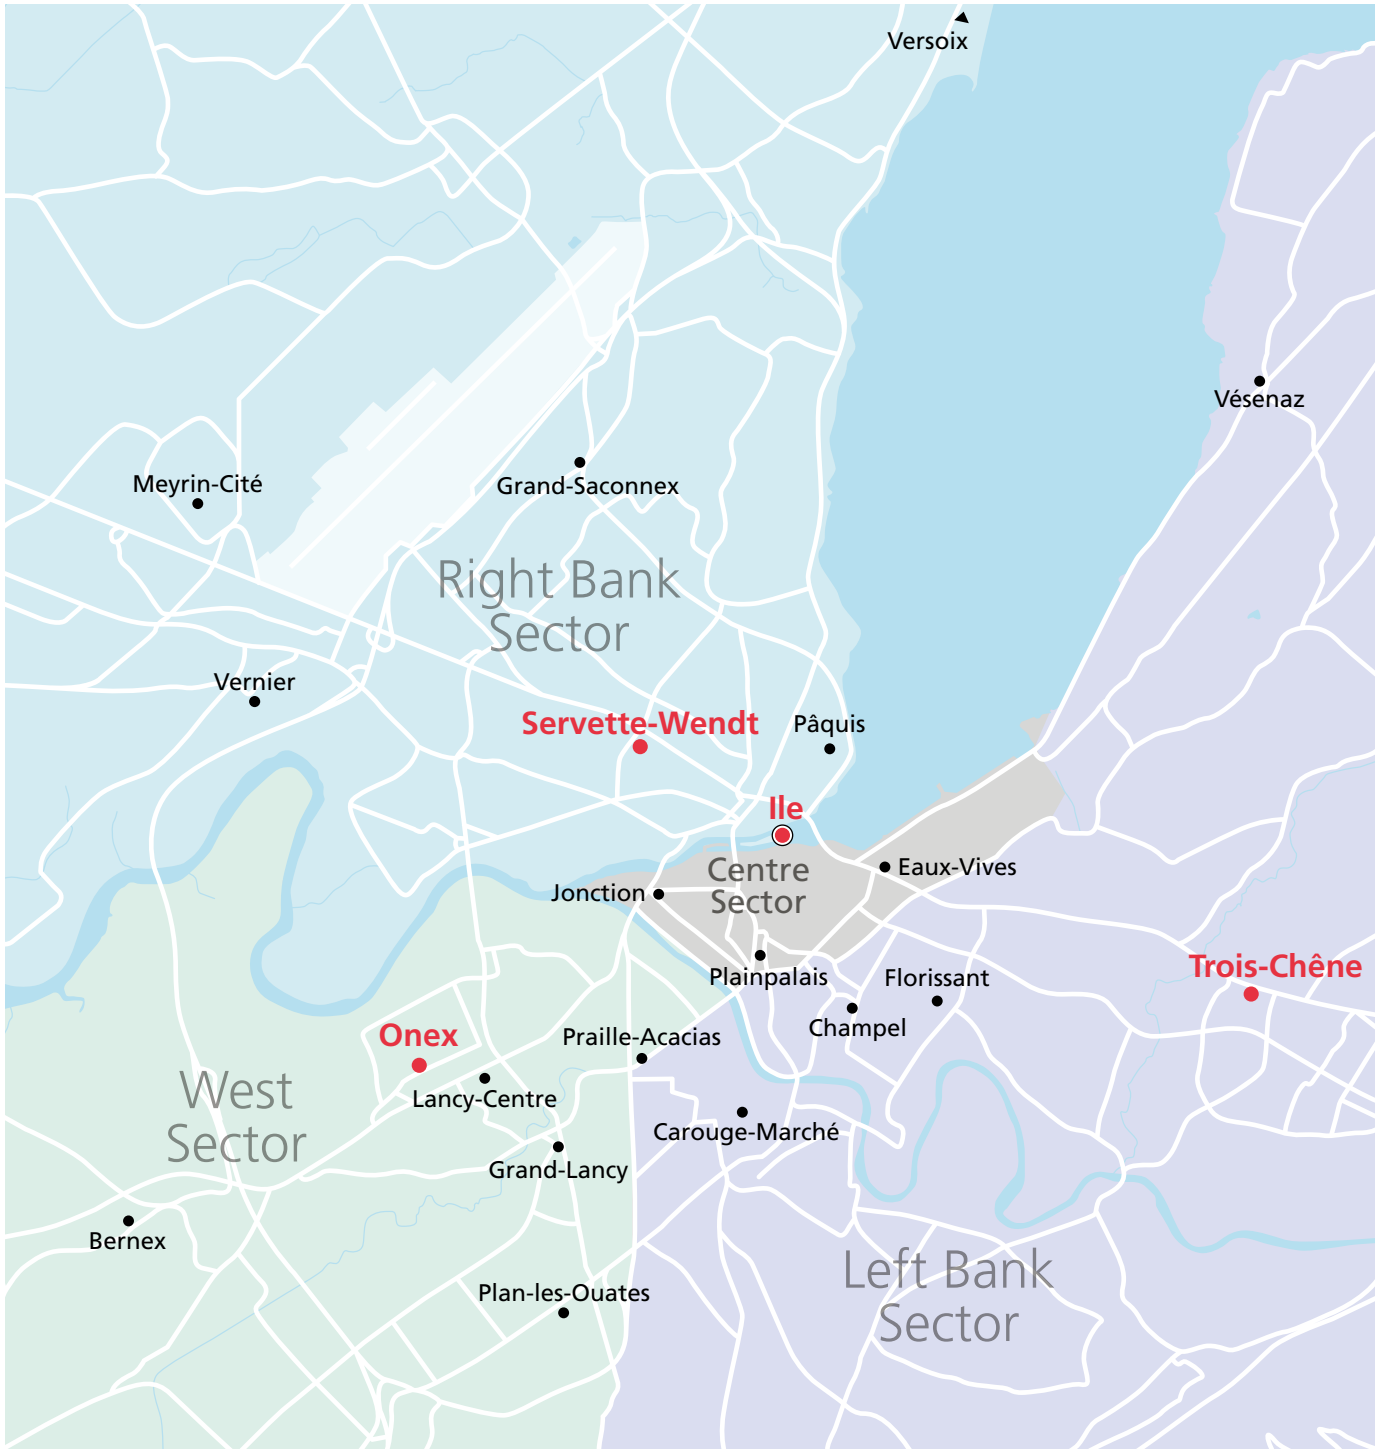 Versoix
Vésenaz
Meyrin-Cité
Grand-Saconnex
Right Bank
Sector
Vernier
Servette-Wendt
Pâquis
Ile
Centre
Sector
Eaux-Vives
Jonction
Plainpalais
Florissant
Trois-Chêne
Champel
Onex
Praille-Acacias
West
Sector
Lancy-Centre
Carouge-Marché
Grand-Lancy
Bernex
Left Bank
Sector
Plan-les-Ouates